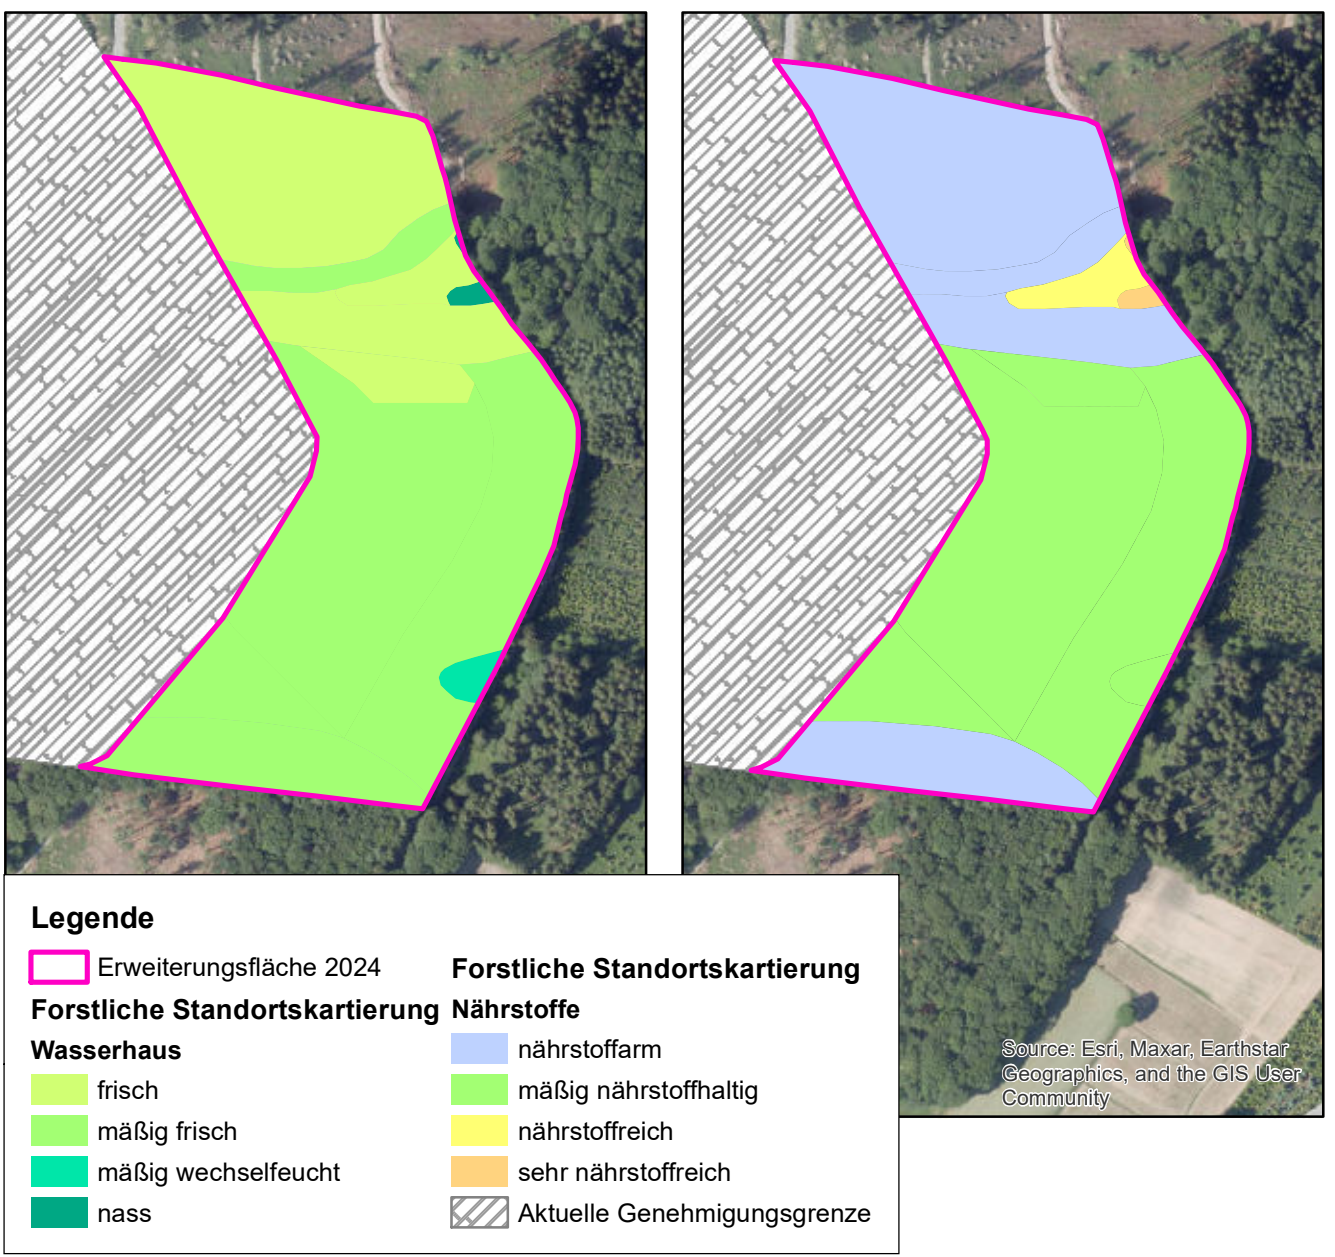 Legende
Erweiterungsfläche 2024
Forstliche Standortskartierung
Wasserhaus
frisch
mäßig frisch
mäßig wechselfeucht
nass
Forstliche Standortskartierung
Nährstoffe
nährstoffarm
mäßig nährstoffhaltig
nährstoffreich
sehr nährstoffreich
Aktuelle Genehmigungsgrenze
Source: Esri, Maxar, Earthstar
Geographics, and the GIS User
Community